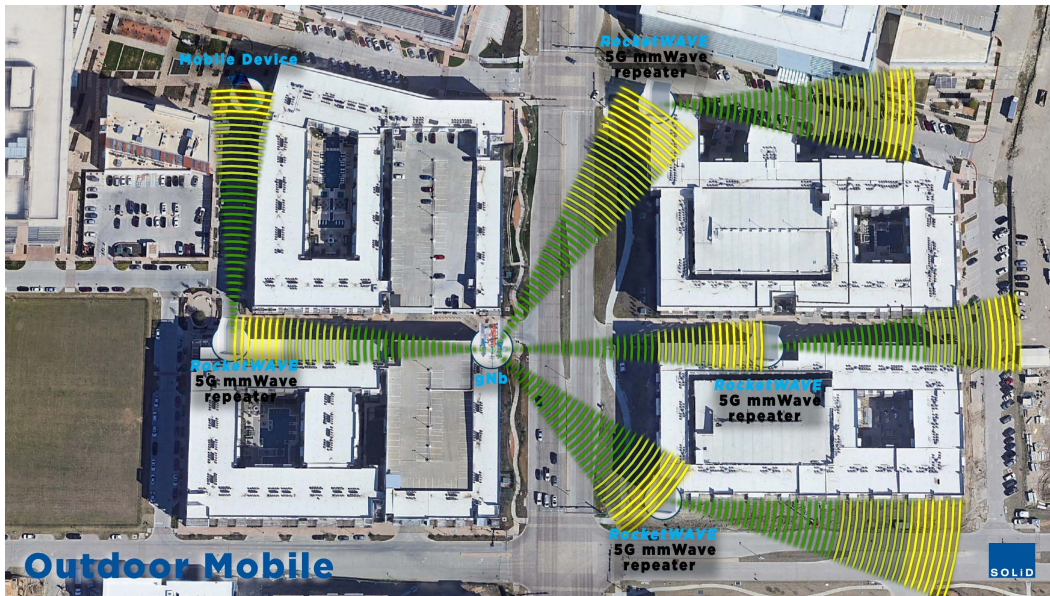 Mobile Device
RocketWAVE
5G mmWave
repeater
RocketWAVE
5G mmWave
repeater
gNb
RocketWAVE
5G mmWave
repeater
RocketWAVE
5G mmWave
repeater
Outdoor Mobile
SOLiD